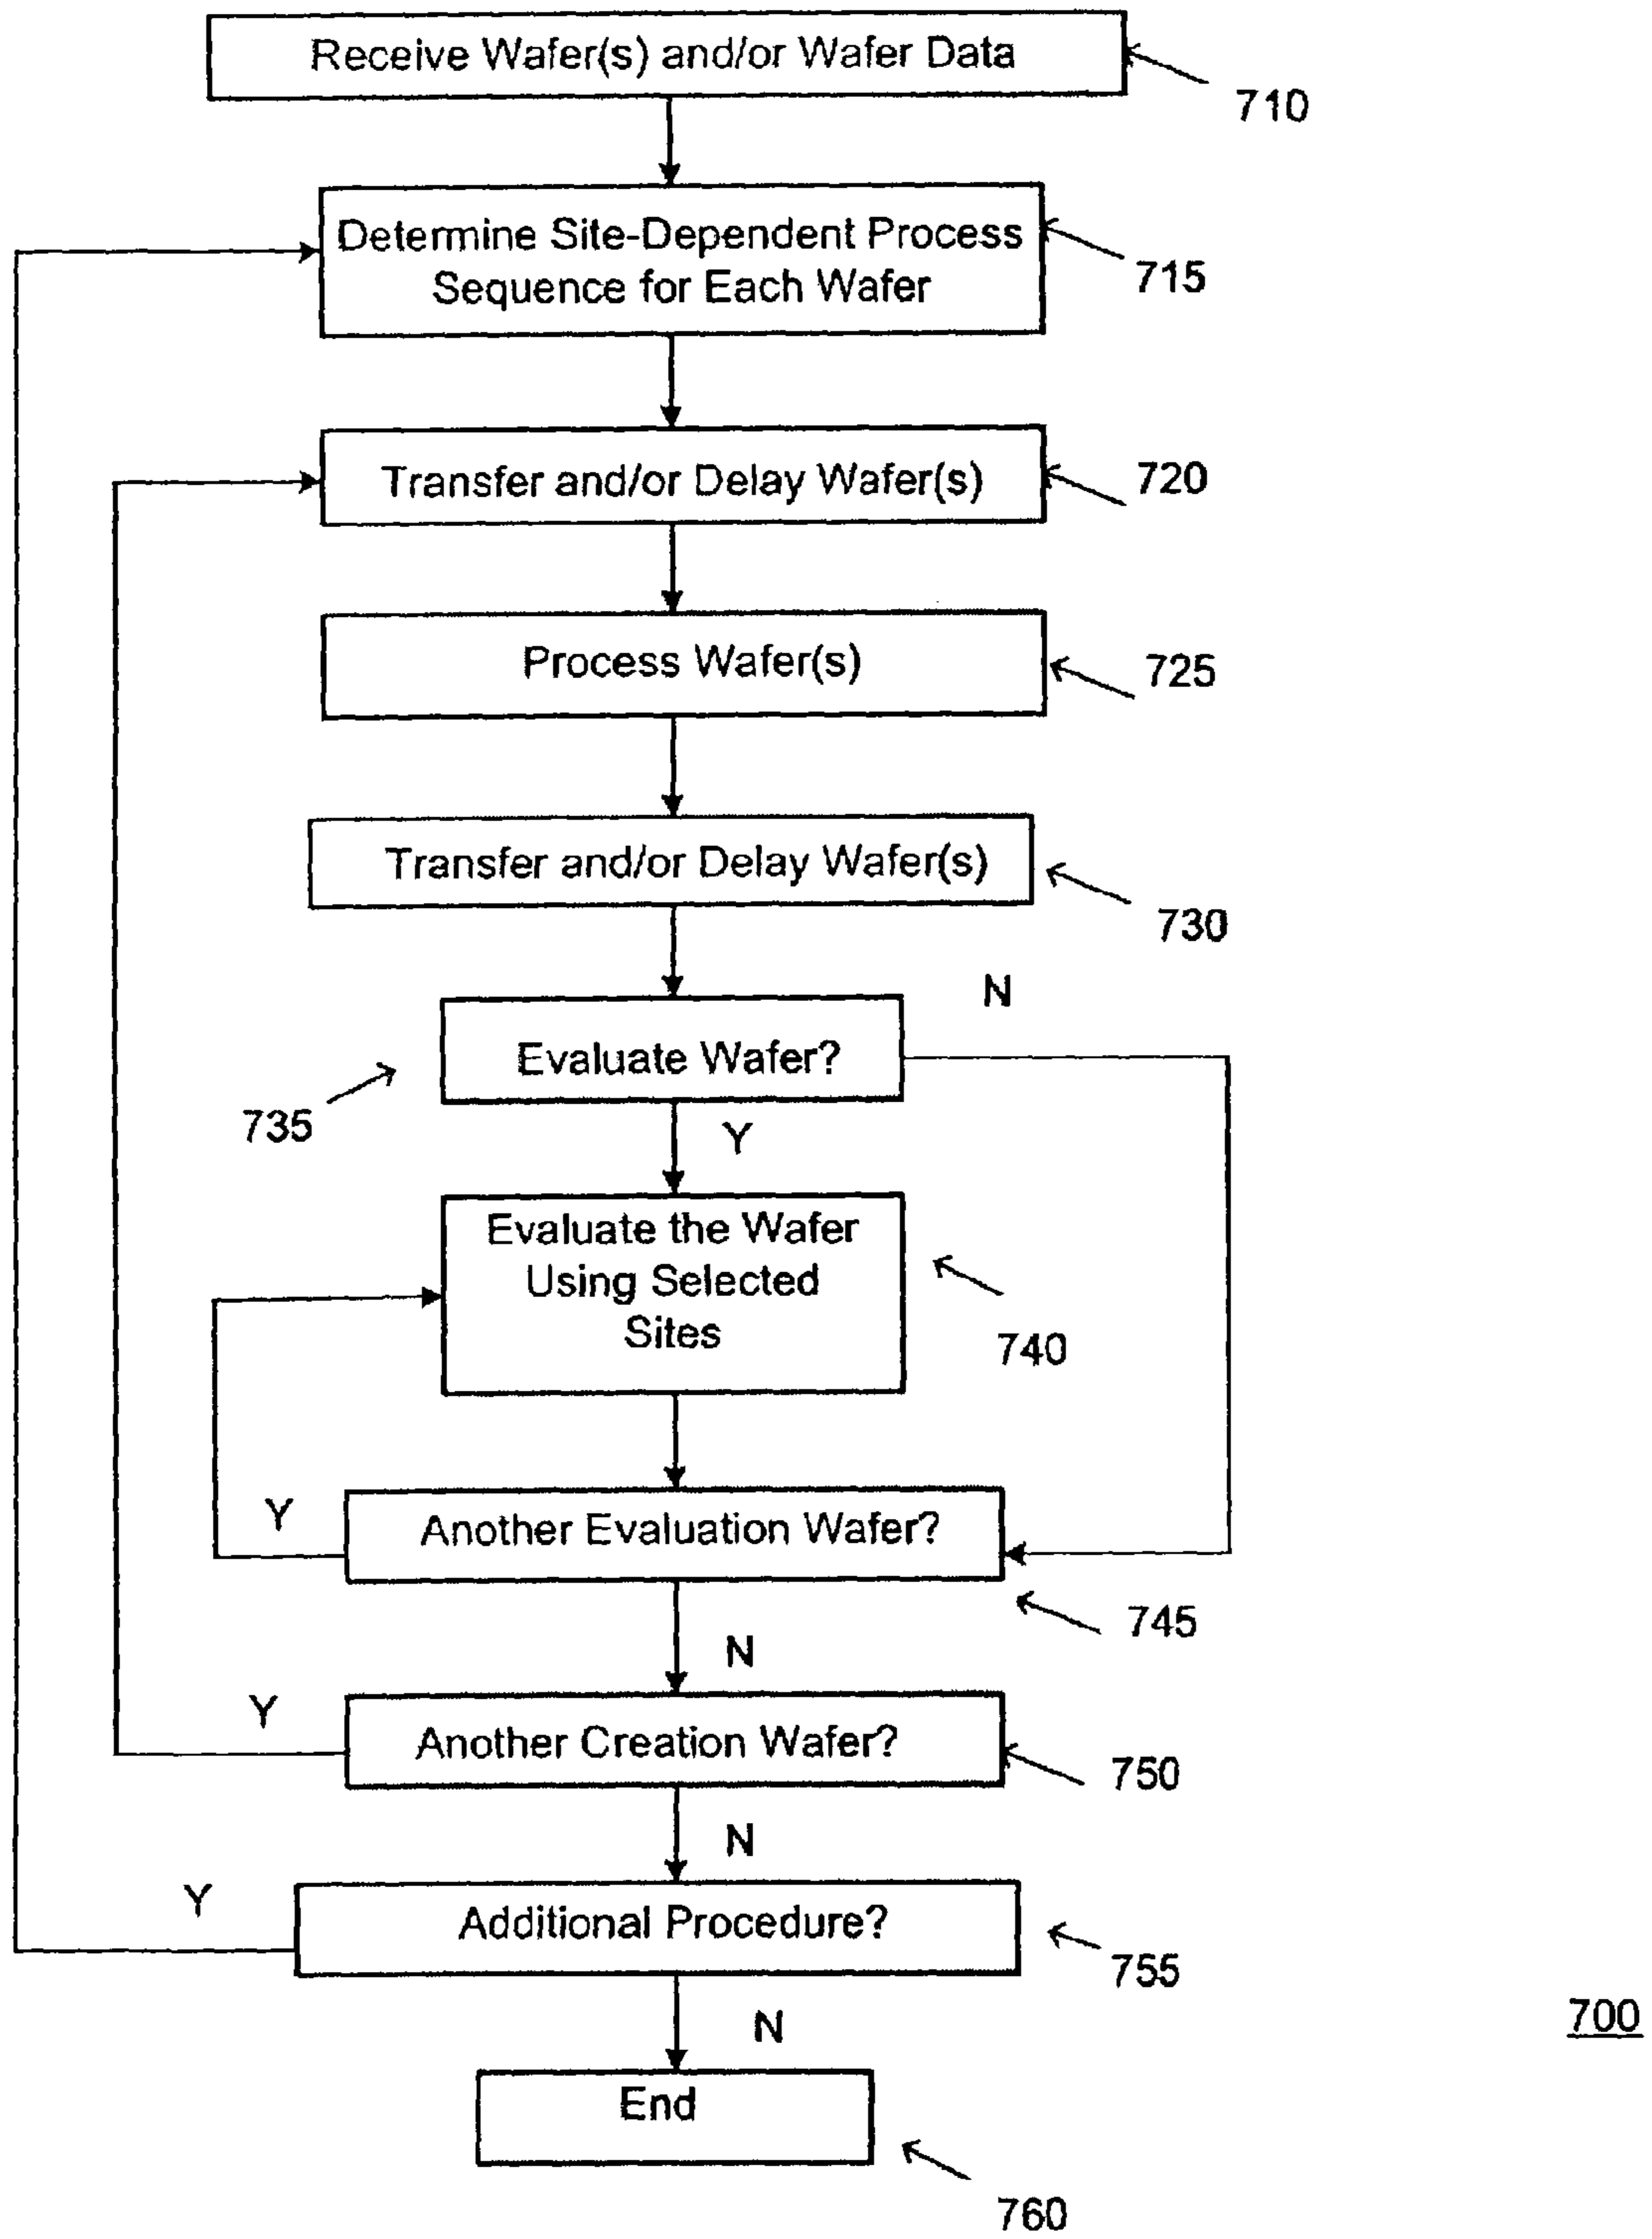 Receive Wafer(s) and/or Wafer Data
710
Determine Site-Dependent Process
Sequence for Each Wafer
715
Transfer and/or Delay Wafer(s)
720
Process Wafer(s)
725
Transfer and/or Delay Wafer(s)
730
N
Evaluate Wafer?
735
Y
Evaluate the Wafer
Using Selected
Sites
740
Y
Another Evaluation Wafer?
745
N
Y
Another Creation Wafer?
750
N
Y
Additional Procedure?
755
700
N
End
760